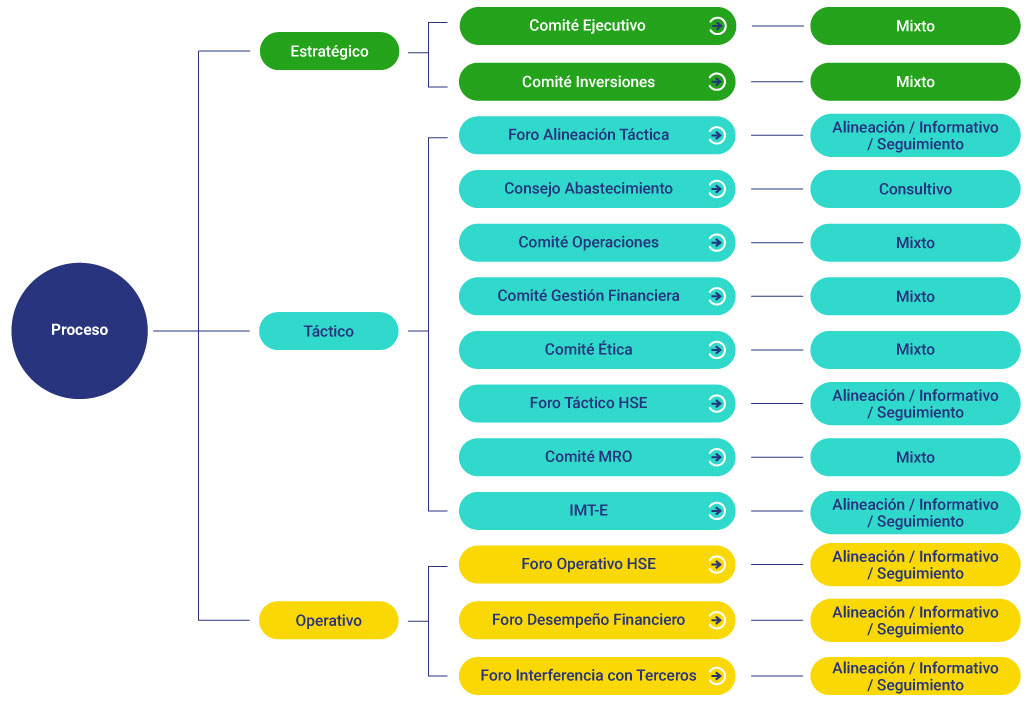 Proceso
Estratégico
Comité Ejecutivo
Mixto
Comité Inversiones
Mixto
Táctico
Foro Alineación Táctica
Alineación / Informativo
/ Seguimiento
Consejo Abastecimiento
Consultivo
Comité Operaciones
Mixto
Comité Gestión Financiera
Mixto
Comité Ética
Mixto
Foro Táctico HSE
Alineación / Informativo
/ Seguimiento
Comité MRO
Mixto
IMT-E
Alineación / Informativo
/ Seguimiento
Operativo
Foro Operativo HSE
Alineación / Informativo
/ Seguimiento
Foro Desempeño Financiero
Alineación / Informativo
/ Seguimiento
Foro Interferencia con Terceros
Alineación / Informativo
/ Seguimiento